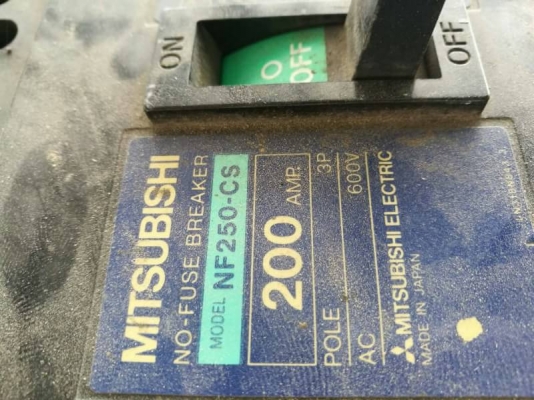 ON
O
OFF
OFF
MITSUBISHI
NO-FUSE BREAKER
MODEL NF250-CS
200 AMP.
POLE 3P
AC 600V
MITSUBISHI ELECTRIC
MADE IN JAPAN